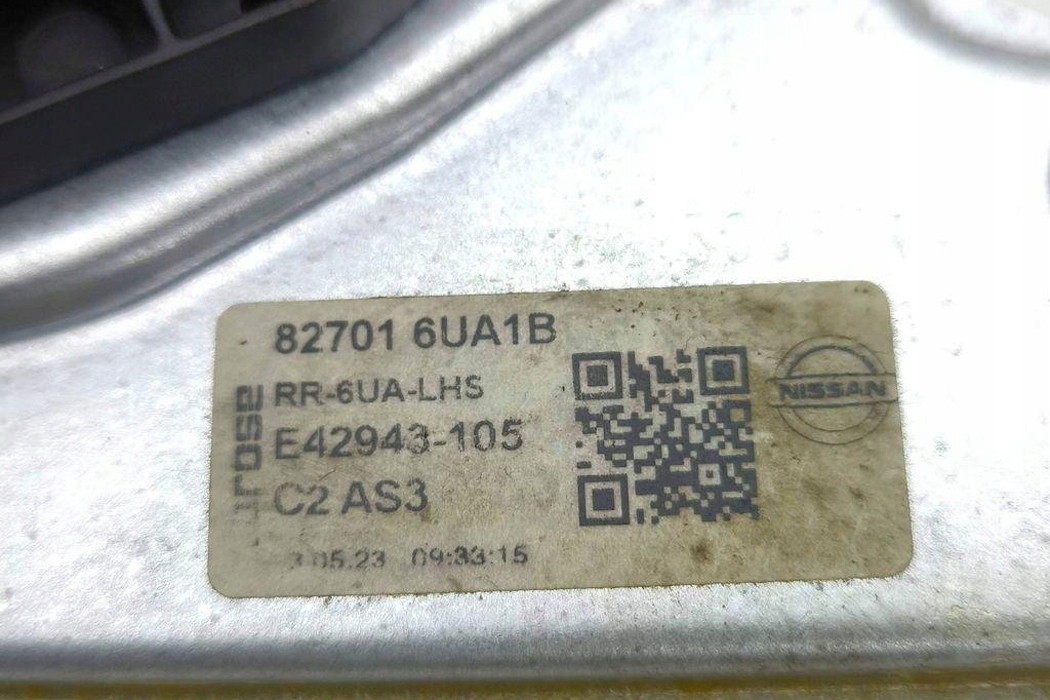 82701 6UA1B
RR-6UA-LHS
E42943-105
C2 AS3
3.05.23 09:33:15
NISSAN